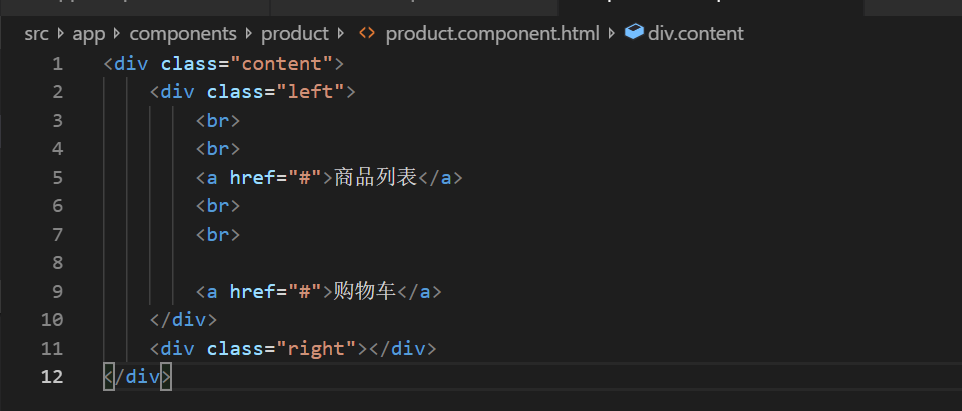 src > app > components > product > <> product.component.html > div.content
1 <div class="content">
2 <div class="left">
3 <br>
4 <br>
5 <a href="#">商品列表</a>
6 <br>
7 <br>
8
9 <a href="#">购物车</a>
10 </div>
11 <div class="right"></div>
12 </div>